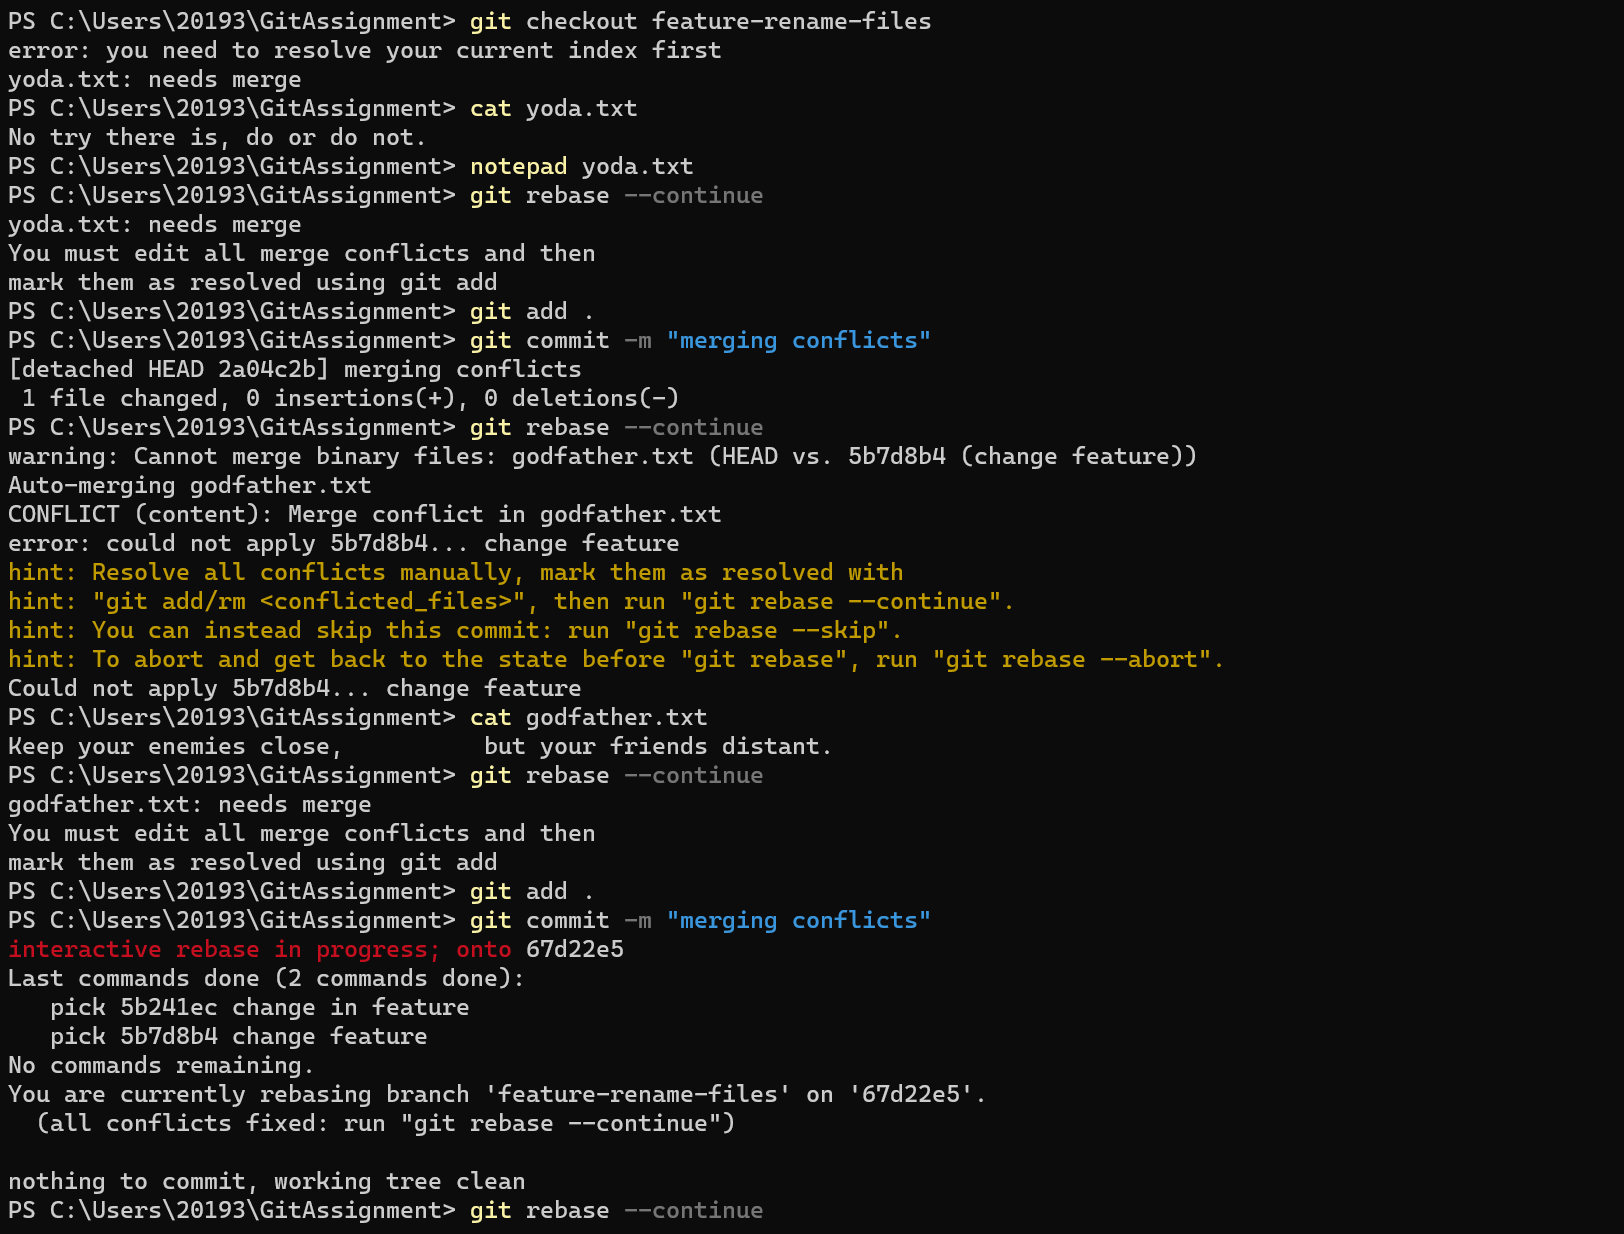 PS C:\Users\20193\GitAssignment> git checkout feature-rename-files
error: you need to resolve your current index first
yoda.txt: needs merge
PS C:\Users\20193\GitAssignment> cat yoda.txt
No try there is, do or do not.
PS C:\Users\20193\GitAssignment> notepad yoda.txt
PS C:\Users\20193\GitAssignment> git rebase --continue
yoda.txt: needs merge
You must edit all merge conflicts and then
mark them as resolved using git add
PS C:\Users\20193\GitAssignment> git add .
PS C:\Users\20193\GitAssignment> git commit -m "merging conflicts"
[detached HEAD 2a04c2b] merging conflicts
 1 file changed, 0 insertions(+), 0 deletions(-)
PS C:\Users\20193\GitAssignment> git rebase --continue
warning: Cannot merge binary files: godfather.txt (HEAD vs. 5b7d8b4 (change feature))
Auto-merging godfather.txt
CONFLICT (content): Merge conflict in godfather.txt
error: could not apply 5b7d8b4... change feature
hint: Resolve all conflicts manually, mark them as resolved with
hint: "git add/rm <conflicted_files>", then run "git rebase --continue".
hint: You can instead skip this commit: run "git rebase --skip".
hint: To abort and get back to the state before "git rebase", run "git rebase --abort".
Could not apply 5b7d8b4... change feature
PS C:\Users\20193\GitAssignment> cat godfather.txt
Keep your enemies close,          but your friends distant.
PS C:\Users\20193\GitAssignment> git rebase --continue
godfather.txt: needs merge
You must edit all merge conflicts and then
mark them as resolved using git add
PS C:\Users\20193\GitAssignment> git add .
PS C:\Users\20193\GitAssignment> git commit -m "merging conflicts"
interactive rebase in progress; onto 67d22e5
Last commands done (2 commands done):
   pick 5b241ec change in feature
   pick 5b7d8b4 change feature
No commands remaining.
You are currently rebasing branch 'feature-rename-files' on '67d22e5'.
  (all conflicts fixed: run "git rebase --continue")

nothing to commit, working tree clean
PS C:\Users\20193\GitAssignment> git rebase --continue